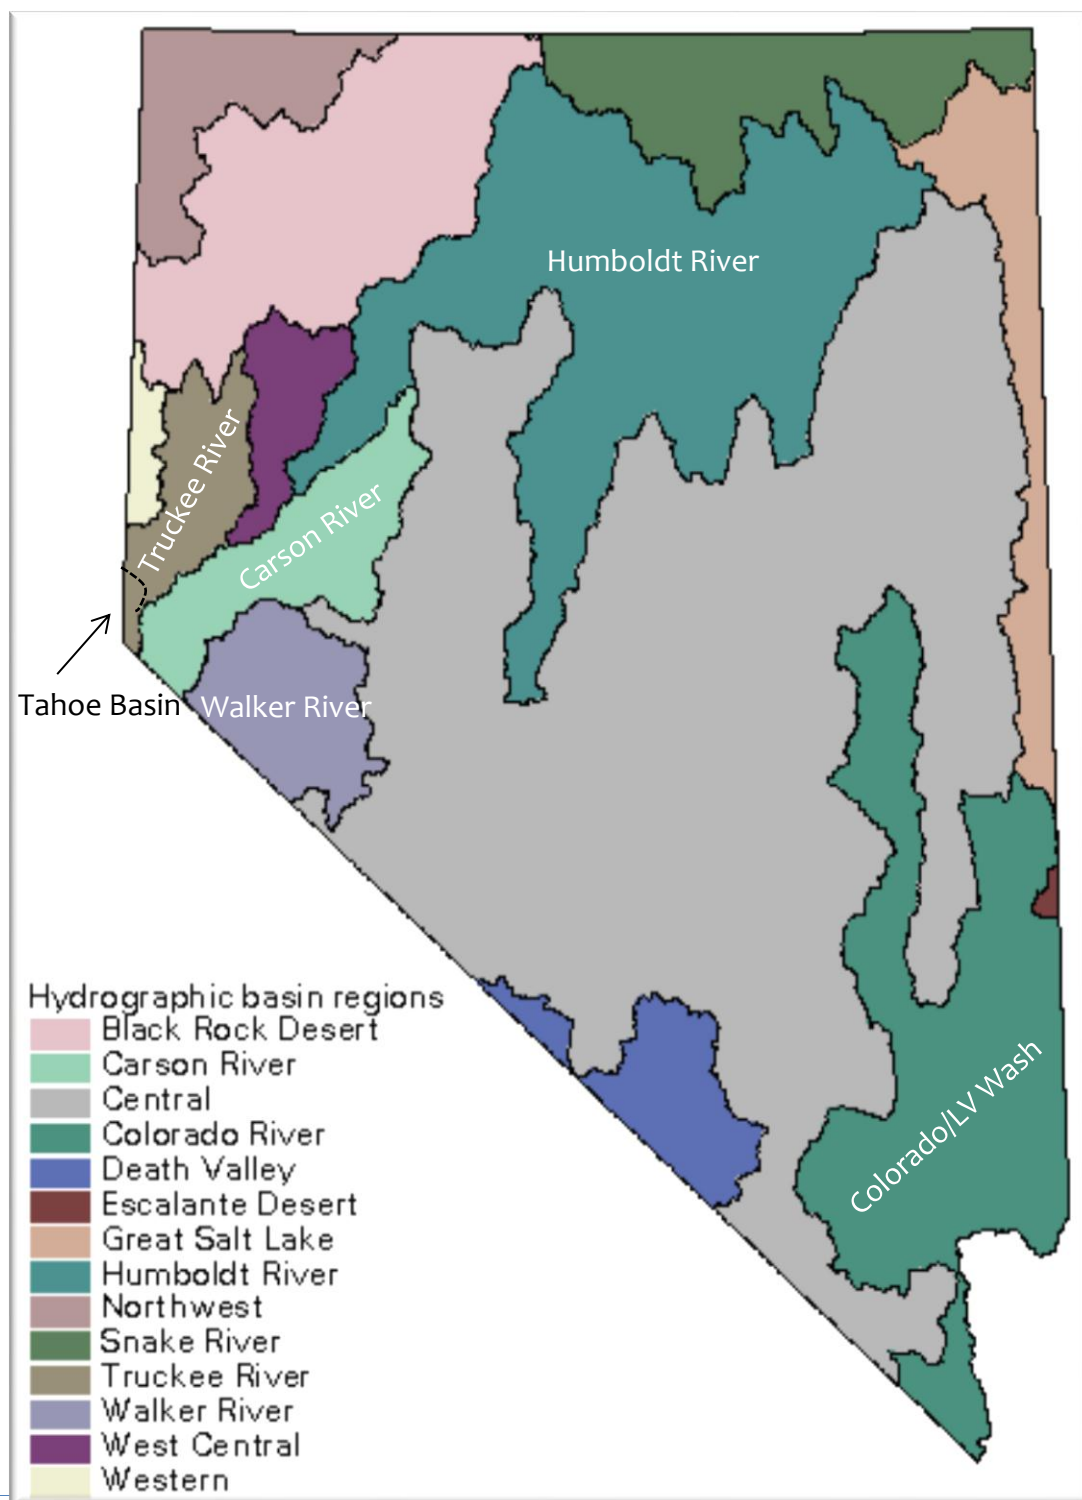 Humboldt River
Truckee River
Carson River
Tahoe Basin
Walker River
Colorado/LV Wash
Hydrographic basin regions
Black Rock Desert
Carson River
Central
Colorado River
Death Valley
Escalante Desert
Great Salt Lake
Humboldt River
Northwest
Snake River
Truckee River
Walker River
West Central
Western